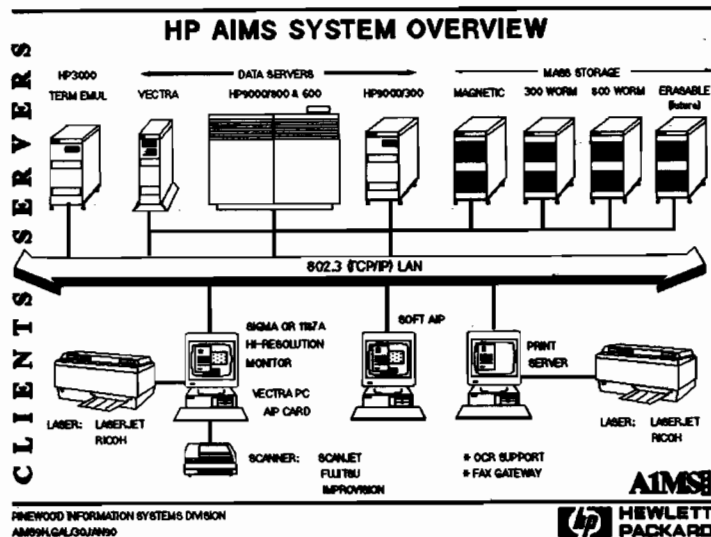 HP AIMS SYSTEM OVERVIEW
SERVERS
CLIENTS
HP3000
TERM EMUL
DATA SERVERS
VECTRA
HP9000/800 & 600
HP9000/300
MASS STORAGE
MAGNETIC
300 WORM
800 WORM
ERASABLE
(future)
802.3 (TCP/IP) LAN
SIGMA OR 1187A
HI-RESOLUTION
MONITOR
VECTRA PC
AIP CARD
SOFT AIP
PRINT
SERVER
LASER: LASERJET
RICOH
SCANNER: SCANJET
FUJITSU
IMPROVISION
* OCR SUPPORT
* FAX GATEWAY
LASER: LASERJET
RICOH
AIMS
PINEWOOD INFORMATION SYSTEMS DIVISION
hp HEWLETT
PACKARD